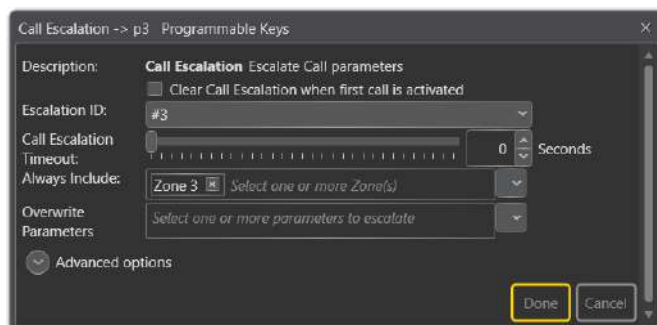 Call Escalation -> p3 Programmable Keys
Description: Call Escalation Escalate Call parameters
Clear Call Escalation when first call is activated
Escalation ID: #3
Call Escalation
Timeout: 0 Seconds
Always Include: Zone 3 Select one or more Zone(s)
Overwrite
Parameters Select one or more parameters to escalate
Advanced options
Done Cancel